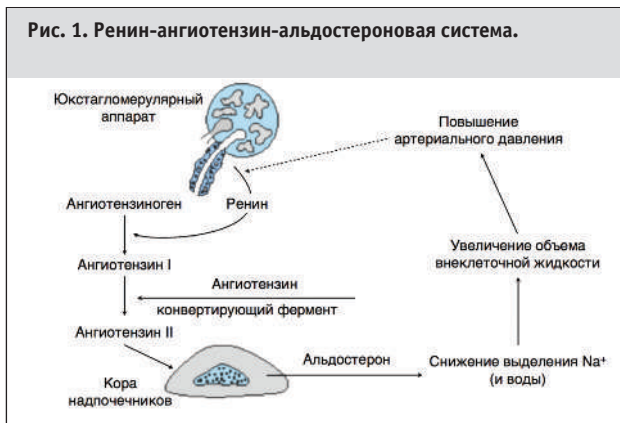 Рис. 1. Ренин-ангиотензин-альдостероновая система.
Юкстагломерулярный
аппарат
Повышение
артериального давления
Ангиотензиноген
Ренин
Увеличение объема
внеклеточной жидкости
Ангиотензин I
Ангиотензин
конвертирующий фермент
Ангиотензин II
Альдостерон
Снижение выделения Na⁺
(и воды)
Кора
надпочечников